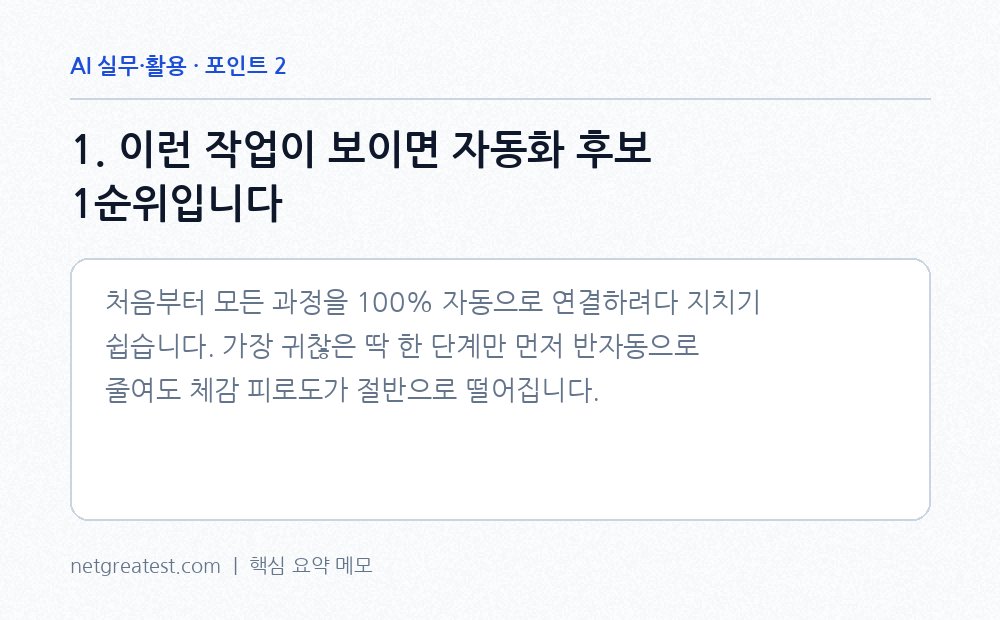 AI 실무·활용 · 포인트 2
1. 이런 작업이 보이면 자동화 후보
1순위입니다
처음부터 모든 과정을 100% 자동으로 연결하려다 지치기
쉽습니다. 가장 귀찮은 딱 한 단계만 먼저 반자동으로
줄여도 체감 피로도가 절반으로 떨어집니다.
netgreatest.com | 핵심 요약 메모